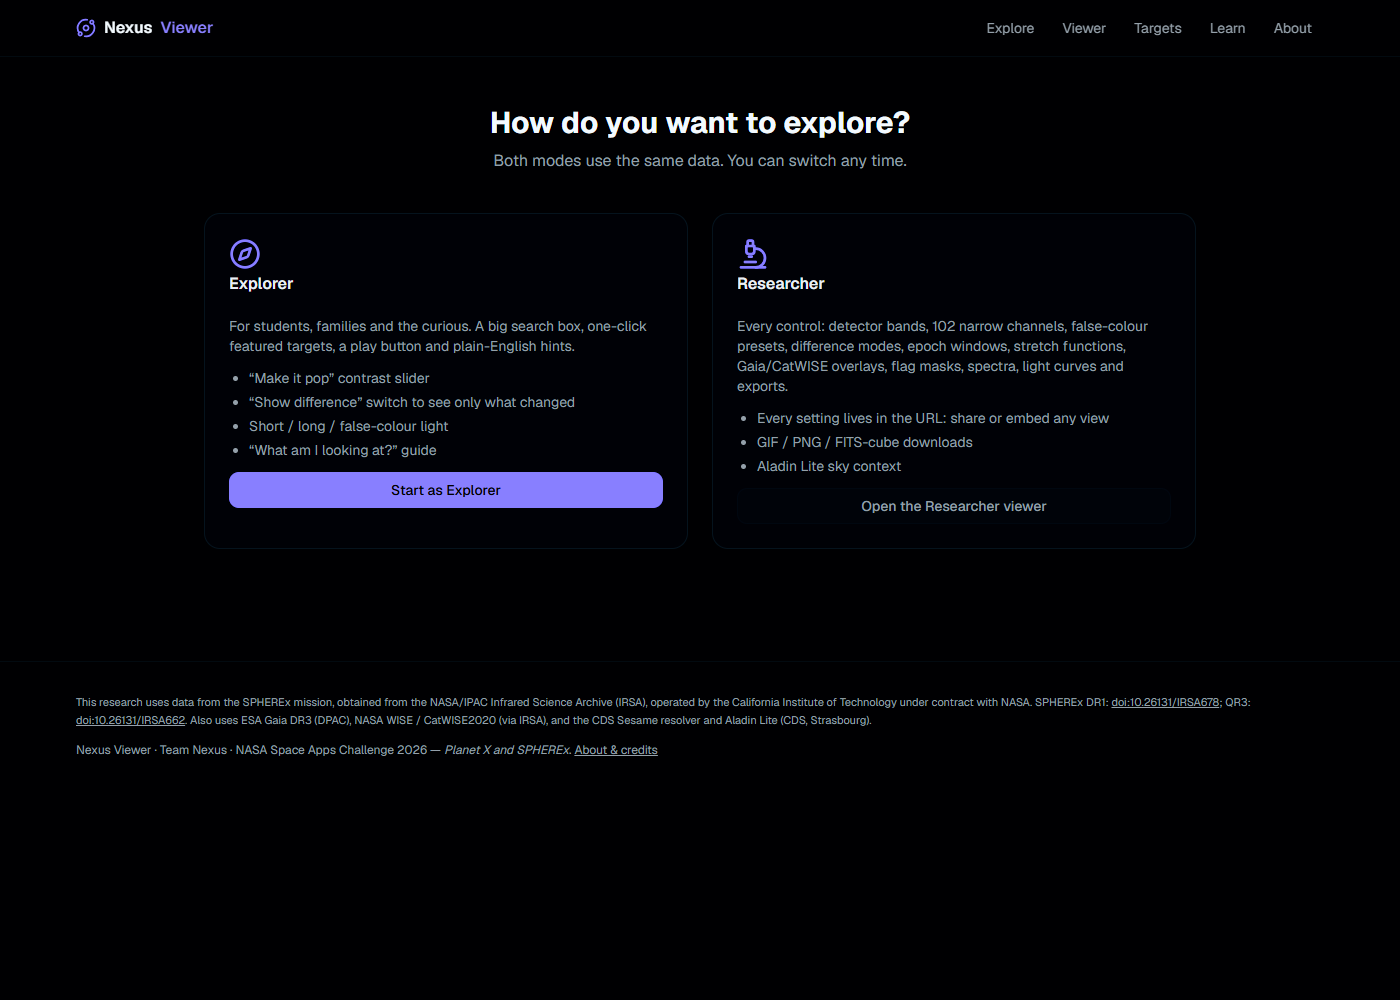 Nexus Viewer
Explore Viewer Targets Learn About
How do you want to explore?
Both modes use the same data. You can switch any time.
Explorer
For students, families and the curious. A big search box, one-click
featured targets, a play button and plain-English hints.
• “Make it pop” contrast slider
• “Show difference” switch to see only what changed
• Short / long / false-colour light
• “What am I looking at?” guide
Start as Explorer
Researcher
Every control: detector bands, 102 narrow channels, false-colour
presets, difference modes, epoch windows, stretch functions,
Gaia/CatWISE overlays, flag masks, spectra, light curves and
exports.
• Every setting lives in the URL: share or embed any view
• GIF / PNG / FITS-cube downloads
• Aladin Lite sky context
Open the Researcher viewer
This research uses data from the SPHEREx mission, obtained from the NASA/IPAC Infrared Science Archive (IRSA), operated by the California Institute of Technology under contract with NASA. SPHEREx DR1: doi:10.26131/IRSA678; QR3:
doi:10.26131/IRSA662. Also uses ESA Gaia DR3 (DPAC), NASA WISE / CatWISE2020 (via IRSA), and the CDS Sesame resolver and Aladin Lite (CDS, Strasbourg).
Nexus Viewer · Team Nexus · NASA Space Apps Challenge 2026 — Planet X and SPHEREx. About & credits